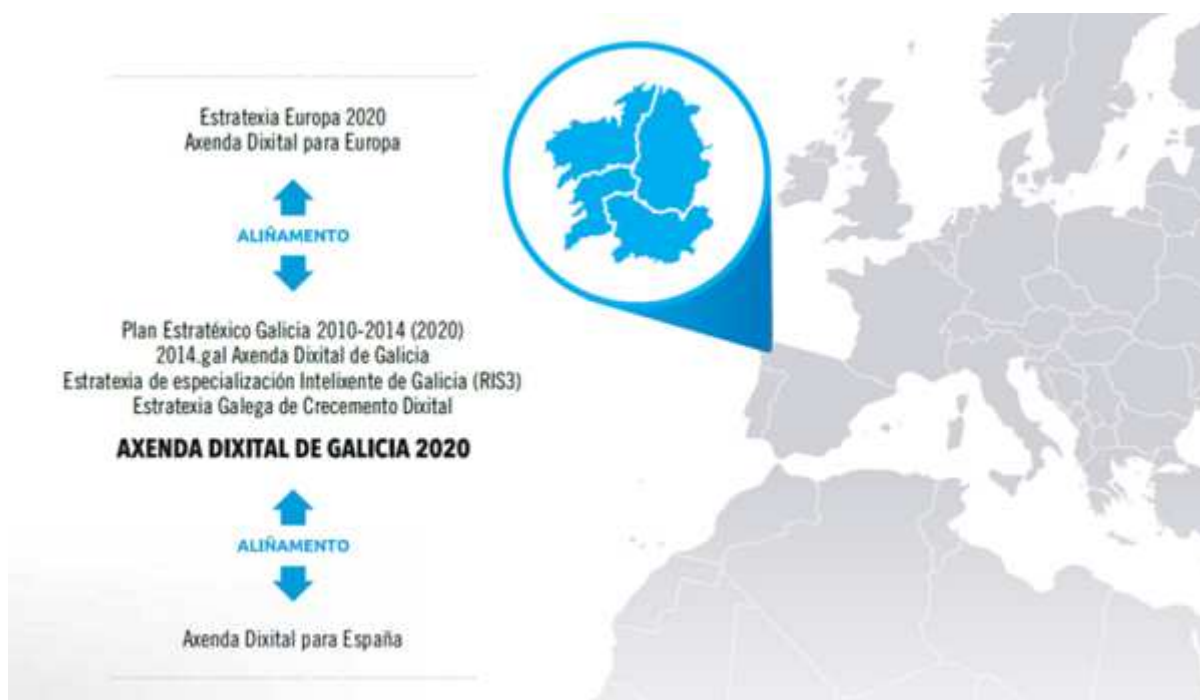 Estratexia Europa 2020
Axenda Dixital para Europa
ALIÑAMENTO
Plan Estratéxico Galicia 2010-2014 (2020)
2014.gal Axenda Dixital de Galicia
Estratexia de especialización Intelixente de Galicia (RIS3)
Estratexia Galega de Crecemento Dixital
AXENDA DIXITAL DE GALICIA 2020
ALIÑAMENTO
Axenda Dixital para España